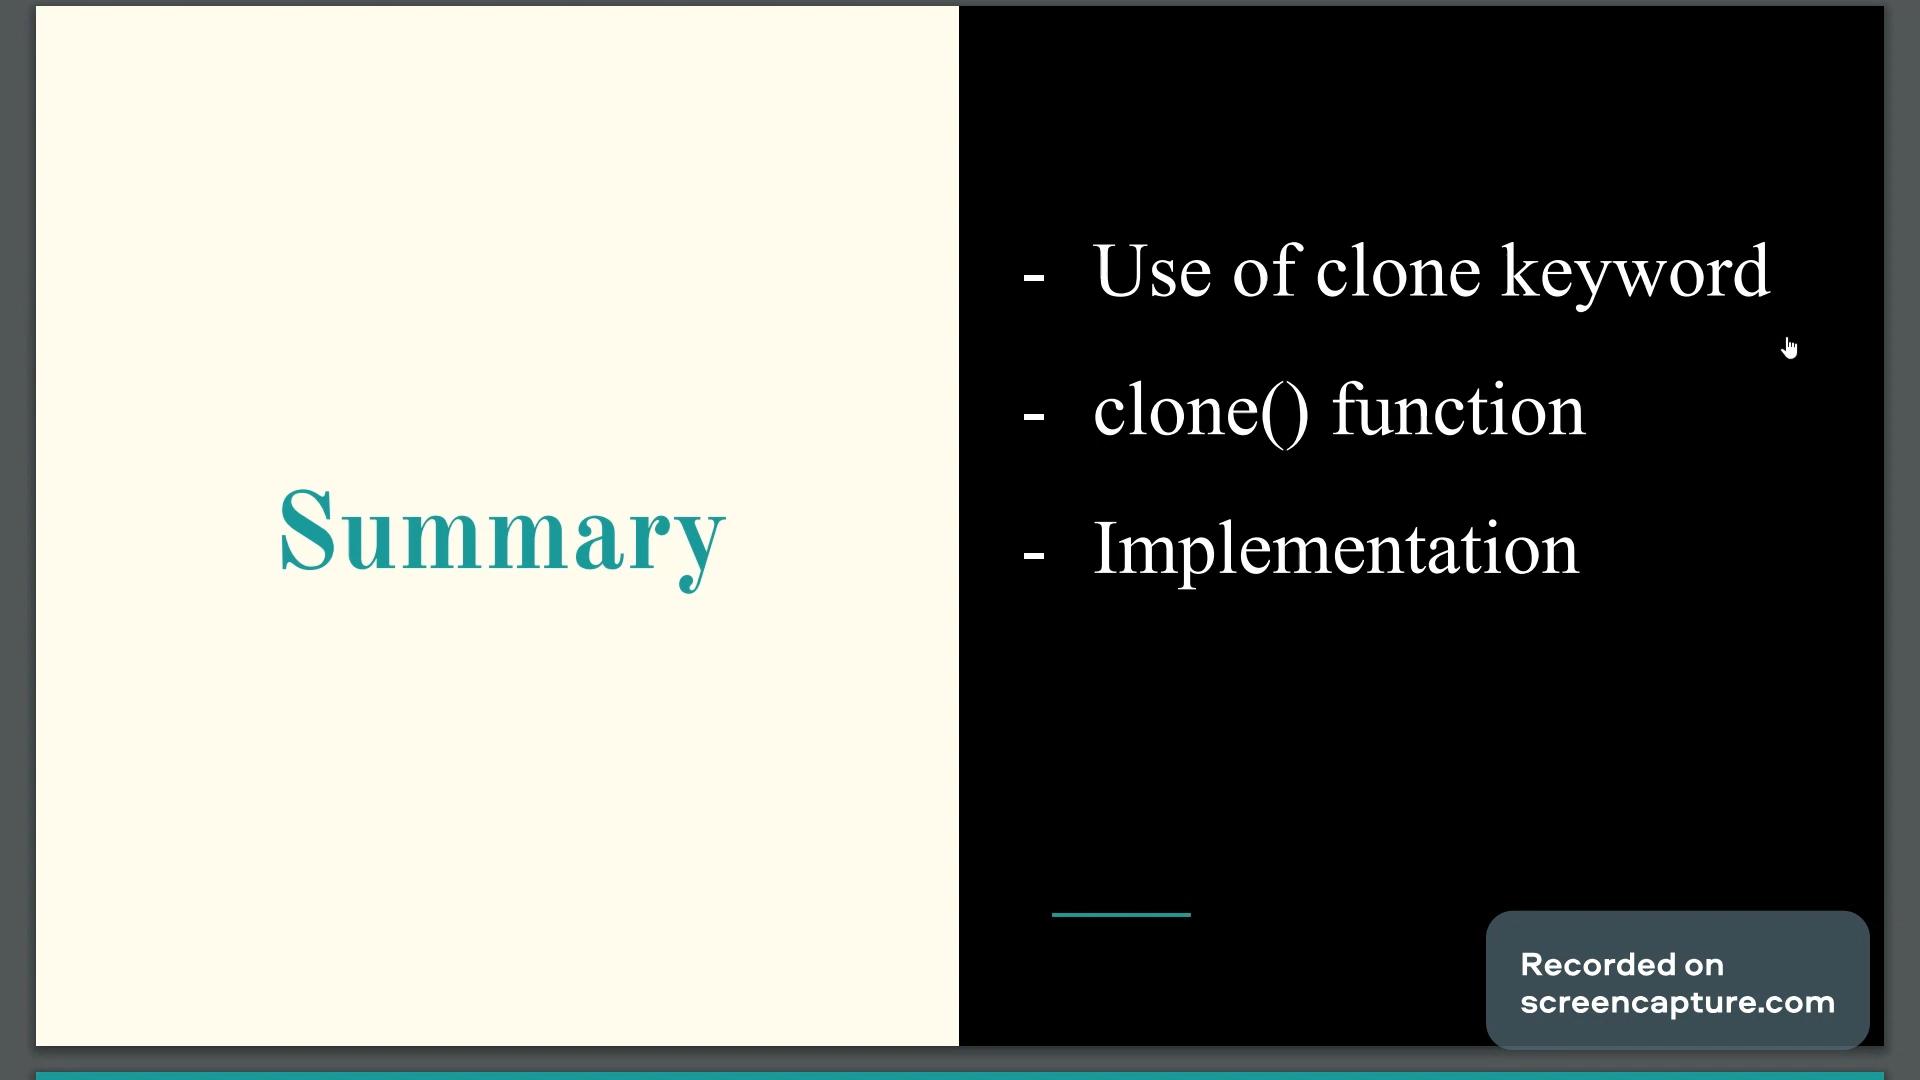 Summary
- Use of clone keyword
- clone() function
- Implementation
Recorded on
screencapture.com